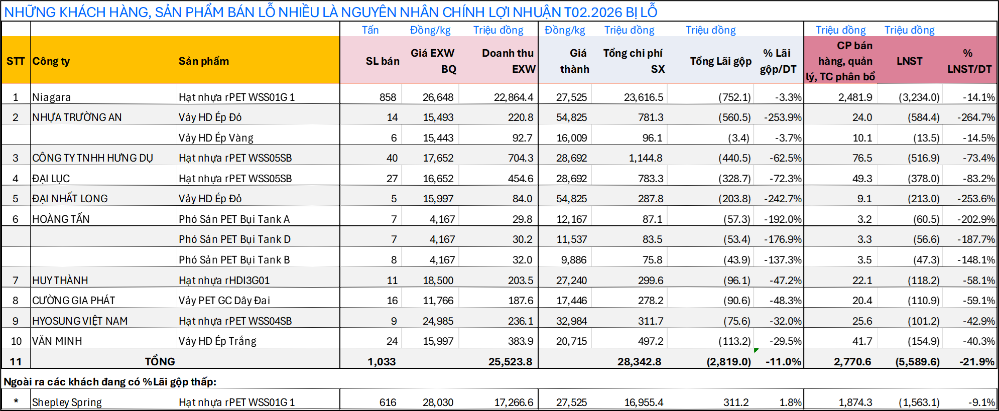 NHỮNG KHÁCH HÀNG, SẢN PHẨM BÁN LỖ NHIỀU LÀ NGUYÊN NHÂN CHÍNH LỢI NHUẬN T02.2026 BỊ LỖ
Tấn Đồng/kg Triệu đồng Đồng/kg Triệu đồng Triệu đồng Triệu đồng Triệu đồng
STT Công ty Sản phẩm SL bán Giá EXW BQ Doanh thu EXW Giá thành Tổng chi phí SX Tổng Lãi gộp % Lãi gộp/DT CP bán hàng, quản lý, TC phân bổ LNST % LNST/DT
1 Niagara Hạt nhựa rPET WSS01G 1 858 26,648 22,864.4 27,525 23,616.5 (752.1) -3.3% 2,481.9 (3,234.0) -14.1%
2 NHỰA TRƯỜNG AN Vảy HD Ép Đỏ 14 15,493 220.8 54,825 781.3 (560.5) -253.9% 24.0 (584.4) -264.7%
Vảy HD Ép Vàng 6 15,443 92.7 16,009 96.1 (3.4) -3.7% 10.1 (13.5) -14.5%
3 CÔNG TY TNHH HƯNG DỤ Hạt nhựa rPET WSS05SB 40 17,652 704.3 28,692 1,144.8 (440.5) -62.5% 76.5 (516.9) -73.4%
4 ĐẠI LỤC Hạt nhựa rPET WSS05SB 27 16,652 454.6 28,692 783.3 (328.7) -72.3% 49.3 (378.0) -83.2%
5 ĐẠI NHẤT LONG Vảy HD Ép Đỏ 5 15,997 84.0 54,825 287.8 (203.8) -242.7% 9.1 (213.0) -253.6%
6 HOÀNG TẤN Phó Sản PET Bụi Tank A 7 4,167 29.8 12,167 87.1 (57.3) -192.0% 3.2 (60.5) -202.9%
Phó Sản PET Bụi Tank D 7 4,167 30.2 11,537 83.5 (53.4) -176.9% 3.3 (56.6) -187.7%
Phó Sản PET Bụi Tank B 8 4,167 32.0 9,886 75.8 (43.9) -137.3% 3.5 (47.3) -148.1%
7 HUY THÀNH Hạt nhựa rHDI3G01 11 18,500 203.5 27,240 299.6 (96.1) -47.2% 22.1 (118.2) -58.1%
8 CƯỜNG GIA PHÁT Vảy PET GC Dây Đai 16 11,766 187.6 17,446 278.2 (90.6) -48.3% 20.4 (110.9) -59.1%
9 HYOSUNG VIỆT NAM Hạt nhựa rPET WSS04SB 9 24,985 236.1 32,984 311.7 (75.6) -32.0% 25.6 (101.2) -42.9%
10 VĂN MINH Vảy HD Ép Trắng 24 15,997 383.9 20,715 497.2 (113.2) -29.5% 41.7 (154.9) -40.3%
11 TỔNG 1,033 25,523.8 28,342.8 (2,819.0) -11.0% 2,770.6 (5,589.6) -21.9%
Ngoài ra các khách đang có %Lãi gộp thấp:
* Shepley Spring Hạt nhựa rPET WSS01G 1 616 28,030 17,266.6 27,525 16,955.4 311.2 1.8% 1,874.3 (1,563.1) -9.1%